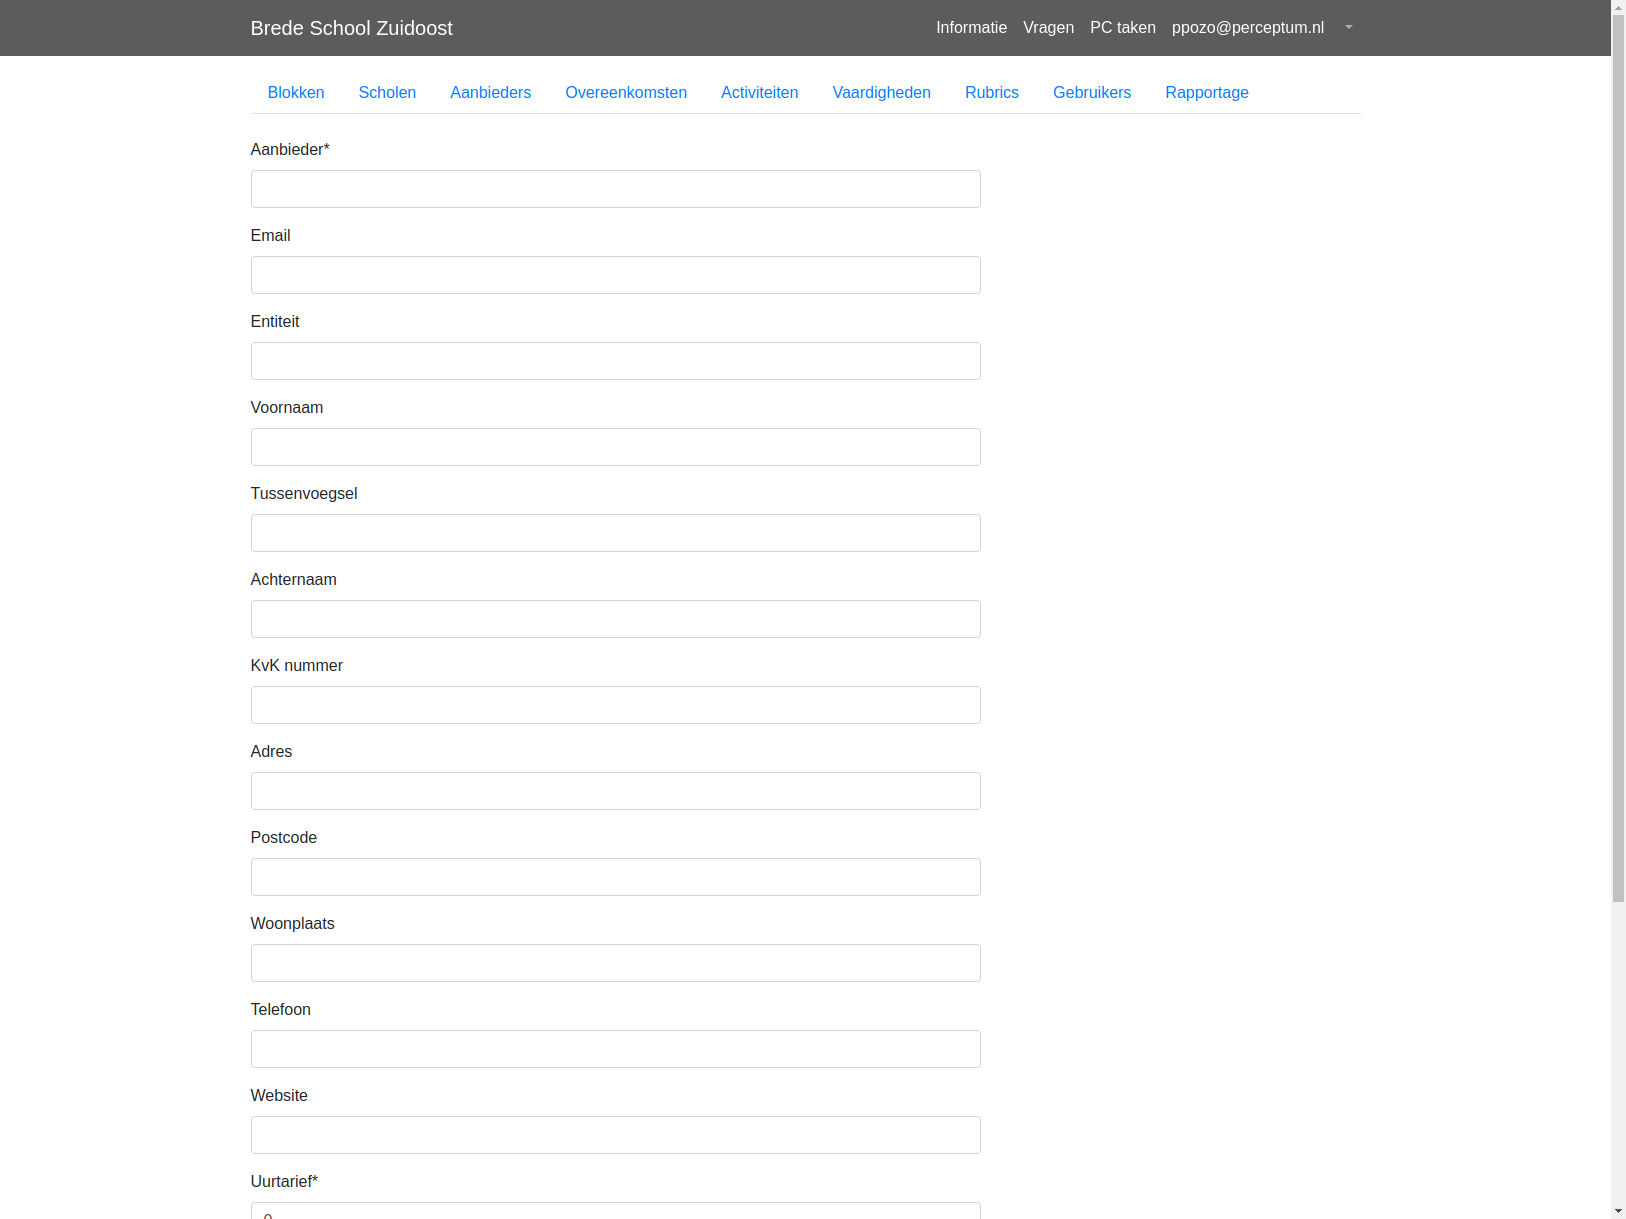 Brede School Zuidoost
Informatie Vragen PC taken ppozo@perceptum.nl
Blokken Scholen Aanbieders Overeenkomsten Activiteiten Vaardigheden Rubrics Gebruikers Rapportage
Aanbieder*
Email
Entiteit
Voornaam
Tussenvoegsel
Achternaam
KvK nummer
Adres
Postcode
Woonplaats
Telefoon
Website
Uurtarief*
0